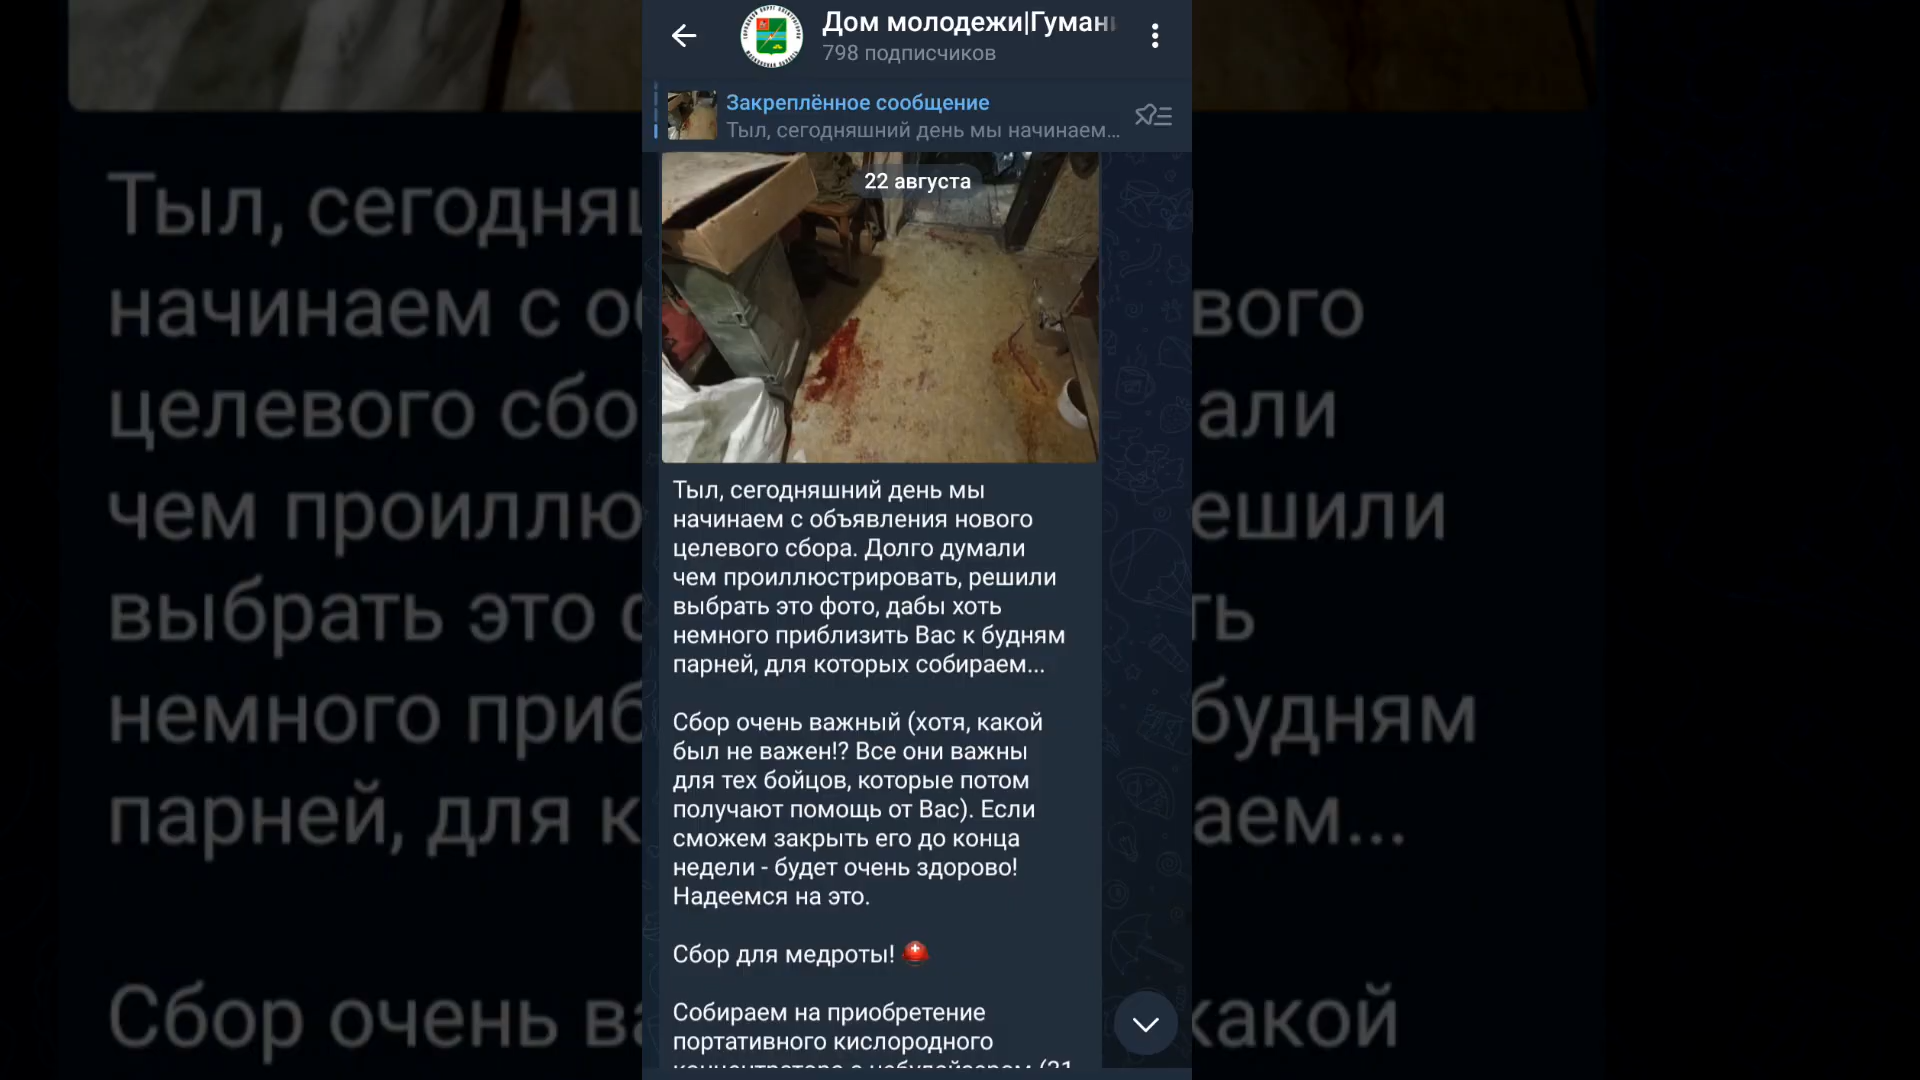 Дом молодежи|Гуман
798 подписчиков
Закреплённое сообщение
Тыл, сегодняшний день мы начинаем...
22 августа
Тыл, сегодняшний день мы
начинаем с объявления нового
целевого сбора. Долго думали
чем проиллюстрировать, решили
выбрать это фото, дабы хоть
немного приблизить Вас к будням
парней, для которых собираем...
Сбор очень важный (хотя, какой
был не важен!? Все они важны
для тех бойцов, которые потом
получают помощь от Вас). Если
сможем закрыть его до конца
недели - будет очень здорово!
Надеемся на это.
Сбор для медроты! ⛑
Собираем на приобретение
портативного кислородного